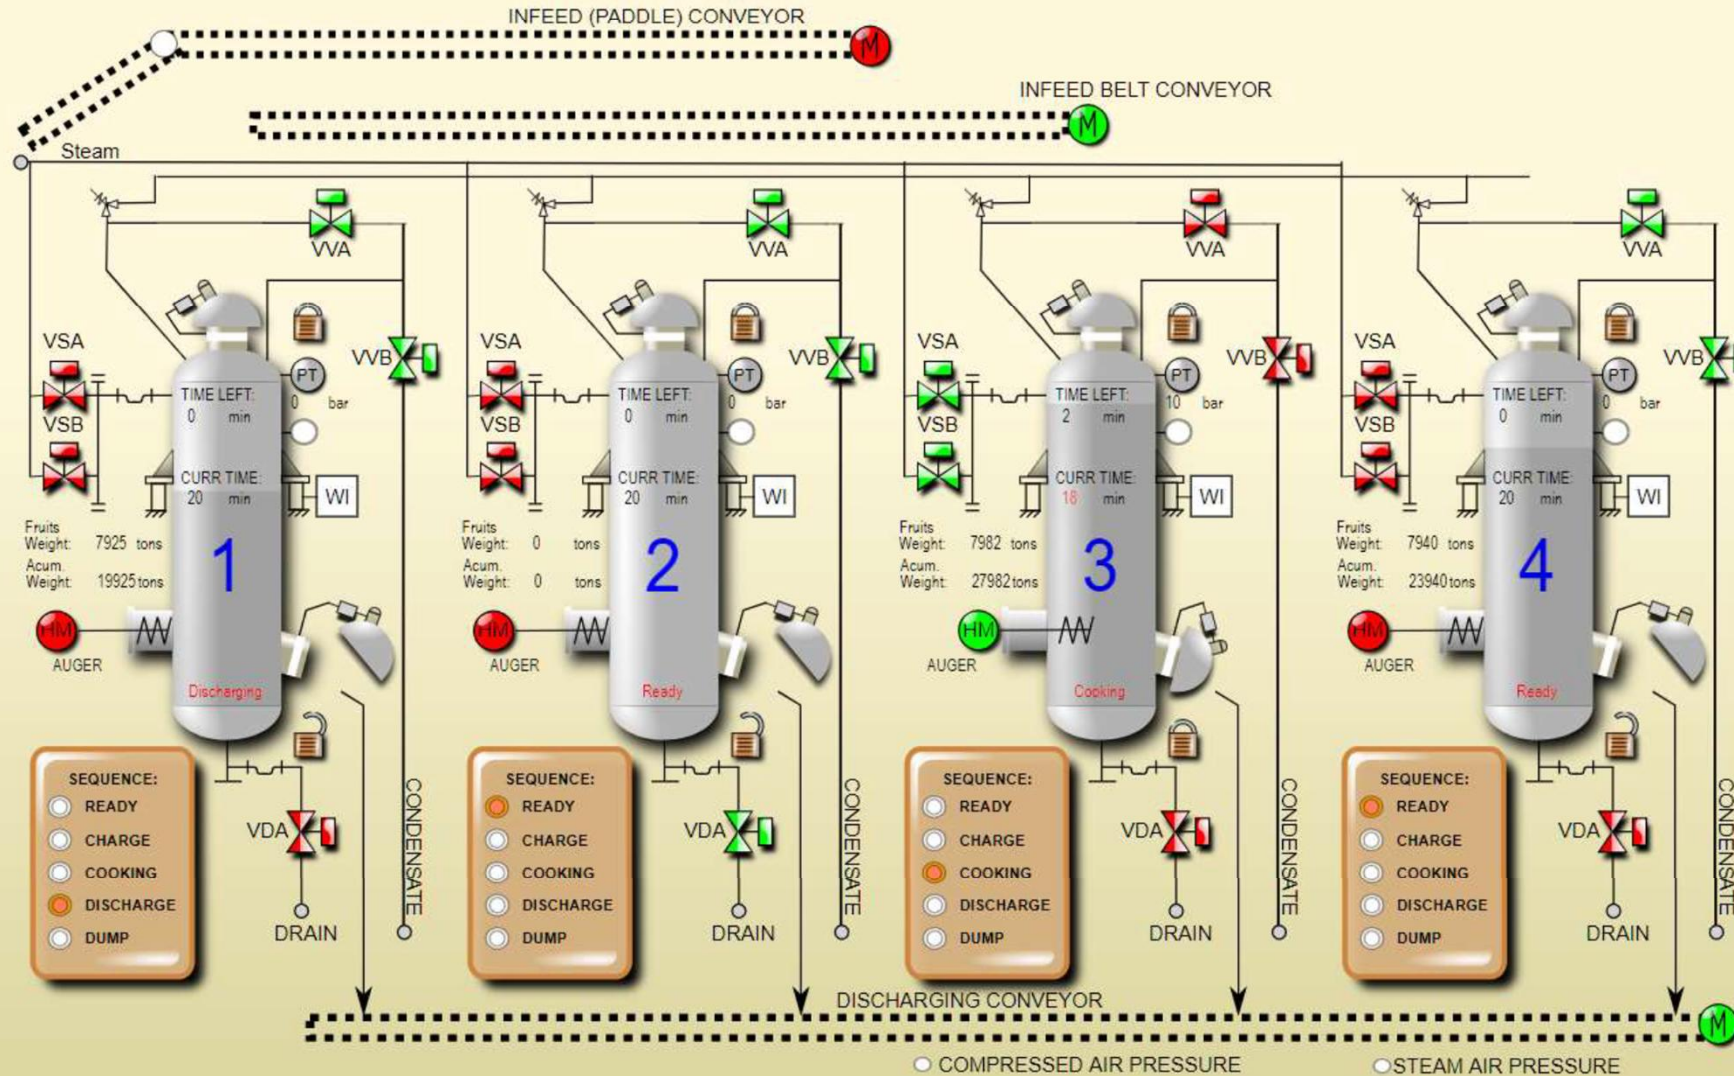 INFEED (PADDLE) CONVEYOR
M
INFEED BELT CONVEYOR
M
Steam
VVA
VVA
VVA
VVA
VSA
VVB
PT
0 bar
TIME LEFT:
0 min
VSB
CURR TIME:
20 min
WI
Fruits
Weight: 7925 tons
Acum.
Weight: 19925 tons
1
HM
AUGER
Discharging
VSA
VVB
PT
0 bar
TIME LEFT:
0 min
VSB
CURR TIME:
20 min
WI
Fruits
Weight: 0 tons
Acum.
Weight: 0 tons
2
HM
AUGER
Ready
VSA
VVB
PT
10 bar
TIME LEFT:
2 min
VSB
CURR TIME:
18 min
WI
Fruits
Weight: 7982 tons
Acum.
Weight: 27982 tons
3
HM
AUGER
Cooking
VSA
VVB
PT
0 bar
TIME LEFT:
0 min
VSB
CURR TIME:
20 min
WI
Fruits
Weight: 7940 tons
Acum.
Weight: 23940 tons
4
HM
AUGER
Ready
SEQUENCE:
READY
CHARGE
COOKING
DISCHARGE
DUMP
VDA
DRAIN
CONDENSATE
SEQUENCE:
READY
CHARGE
COOKING
DISCHARGE
DUMP
VDA
DRAIN
CONDENSATE
SEQUENCE:
READY
CHARGE
COOKING
DISCHARGE
DUMP
VDA
DRAIN
CONDENSATE
SEQUENCE:
READY
CHARGE
COOKING
DISCHARGE
DUMP
VDA
DRAIN
CONDENSATE
DISCHARGING CONVEYOR
M
COMPRESSED AIR PRESSURE
STEAM AIR PRESSURE